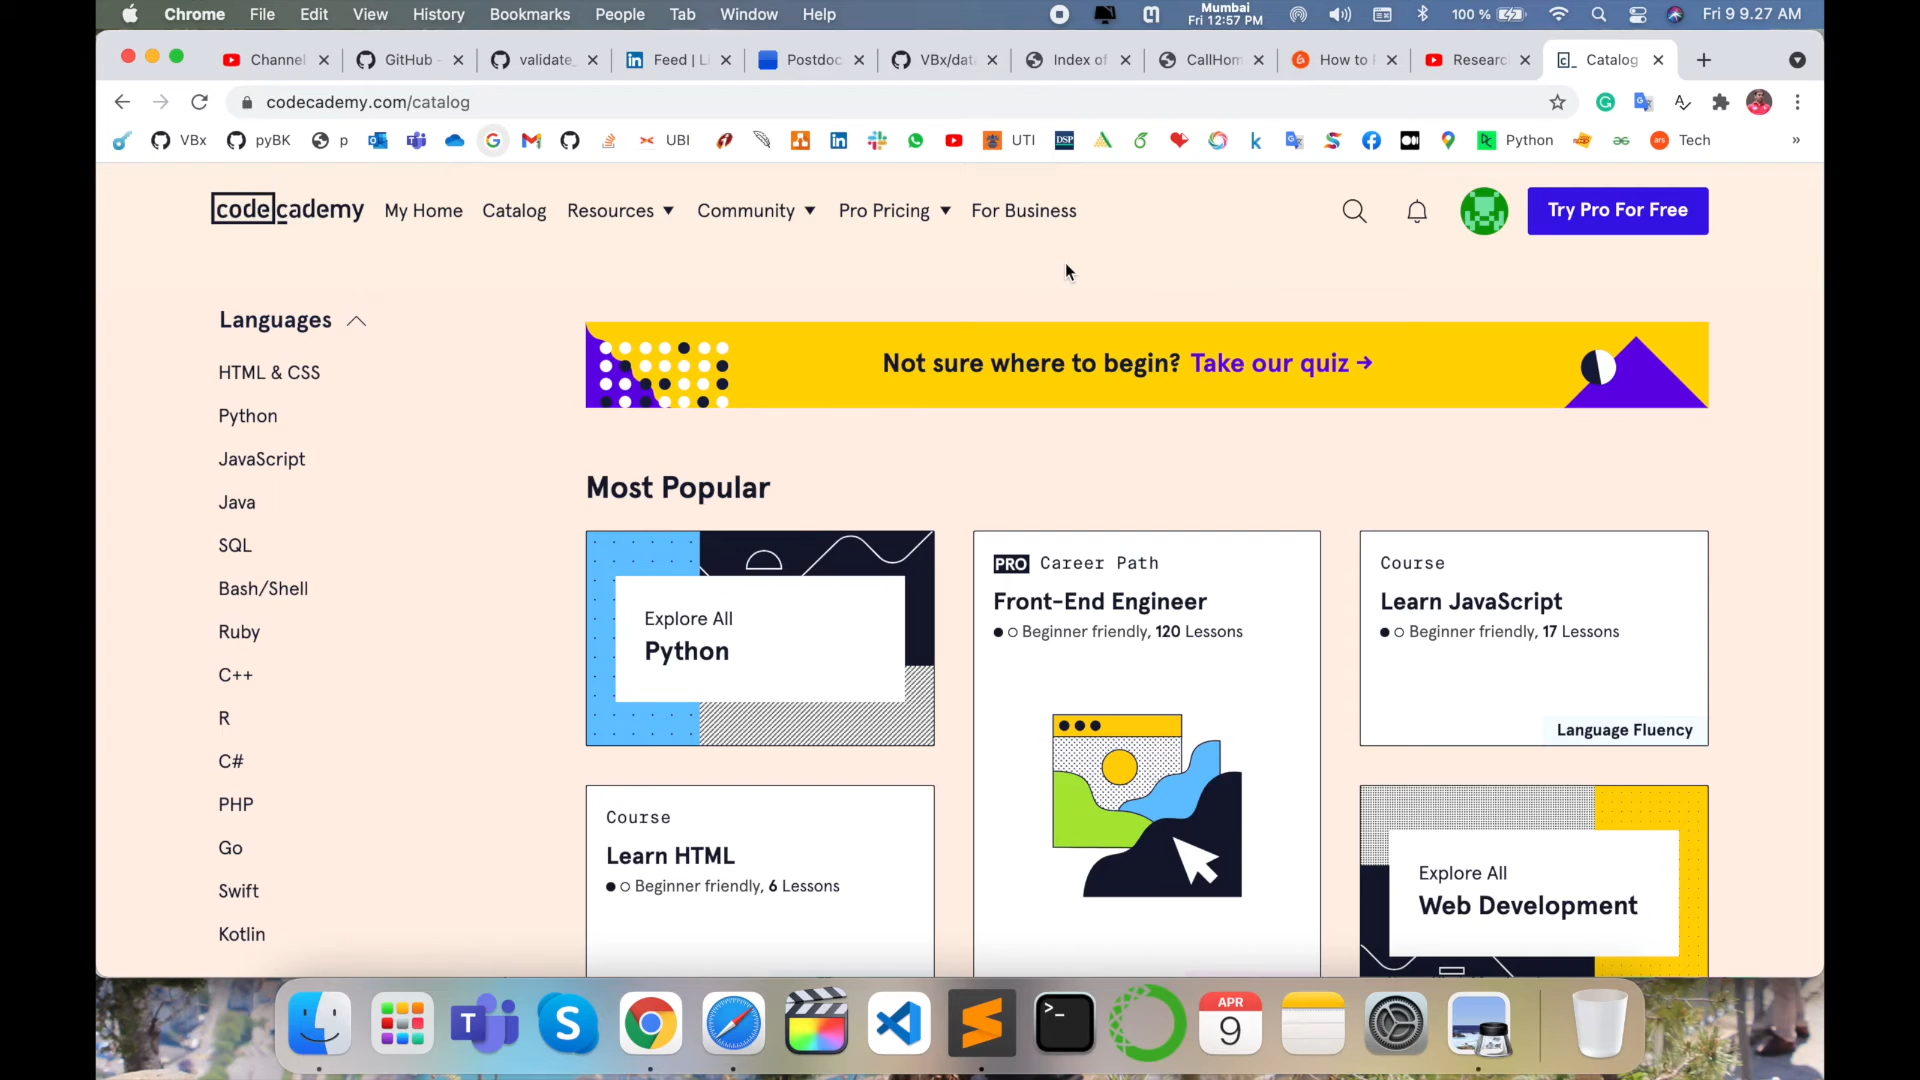 Chrome File Edit View History Bookmarks People Tab Window Help Mumbai Fri 12:57 PM 100 % Fri 9 9.27 AM
Channel GitHub - validate_ Feed | Li Postdoc VBx/dat Index of CallHom How to Researc Catalog
codecademy.com/catalog
VBx pyBK p UBI UTI DSP Python ars Tech »
codecademy My Home Catalog Resources Community Pro Pricing For Business Try Pro For Free
Languages
HTML & CSS
Python
JavaScript
Java
SQL
Bash/Shell
Ruby
C++
R
C#
PHP
Go
Swift
Kotlin
Not sure where to begin? Take our quiz →
Most Popular
Explore All
Python
PRO Career Path
Front-End Engineer
Beginner friendly, 120 Lessons
Course
Learn JavaScript
Beginner friendly, 17 Lessons
Language Fluency
Course
Learn HTML
Beginner friendly, 6 Lessons
Explore All
Web Development
APR
9